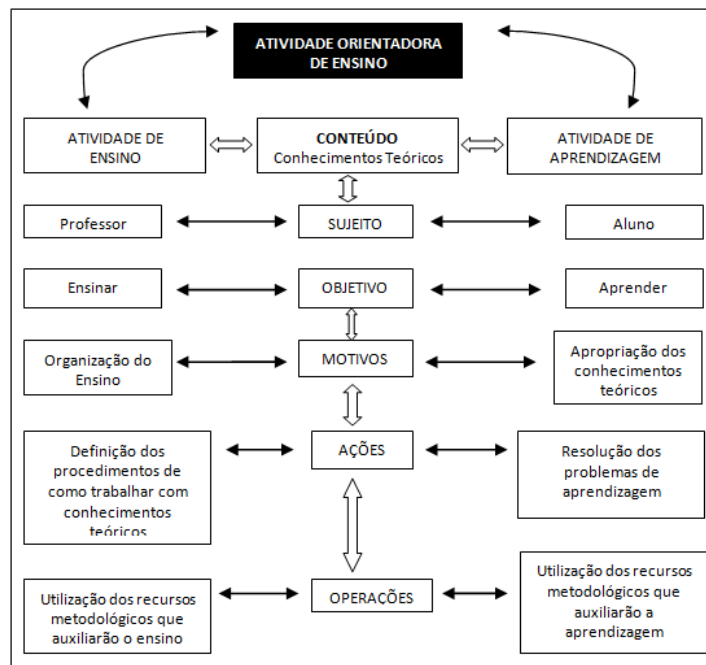 ATIVIDADE ORIENTADORA
DE ENSINO
ATIVIDADE DE
ENSINO
CONTEÚDO
Conhecimentos Teóricos
ATIVIDADE DE
APRENDIZAGEM
Professor
SUJEITO
Aluno
Ensinar
OBJETIVO
Aprender
Organização do
Ensino
MOTIVOS
Apropriação dos
conhecimentos
teóricos
Definição dos
procedimentos de
como trabalhar com
conhecimentos
teóricos
AÇÕES
Resolução dos
problemas de
aprendizagem
Utilização dos recursos
metodológicos que
auxiliarão o ensino
OPERAÇÕES
Utilização dos recursos
metodológicos que
auxiliarão a
aprendizagem